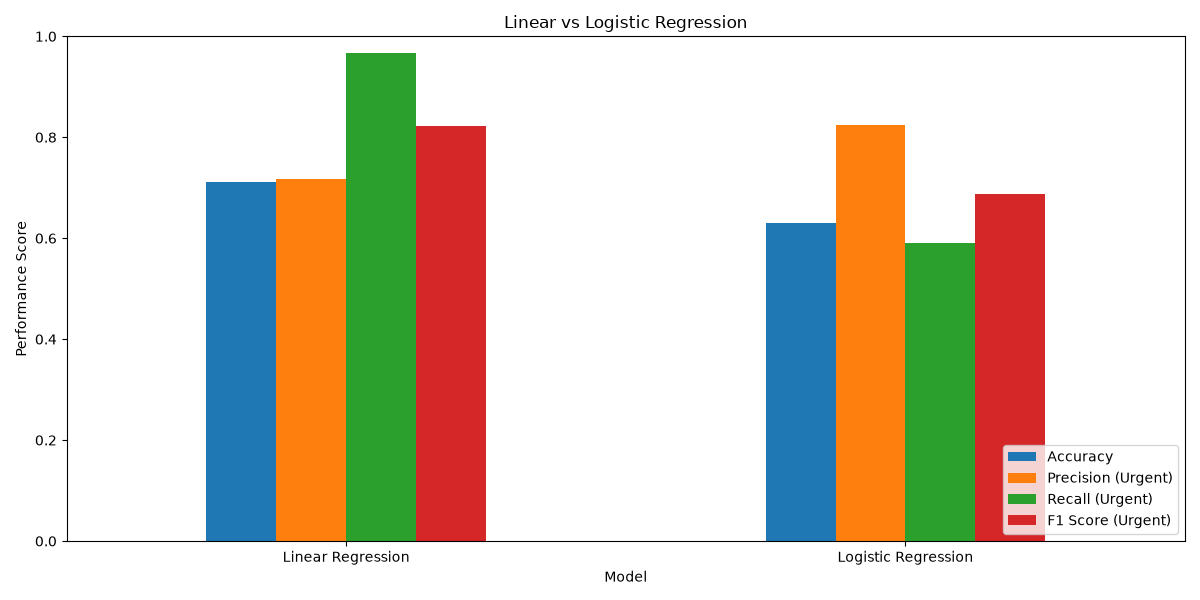 Linear vs Logistic Regression
1.0
0.8
0.6
0.4
0.2
0.0
Performance Score
Linear Regression
Logistic Regression
Model
Accuracy
Precision (Urgent)
Recall (Urgent)
F1 Score (Urgent)